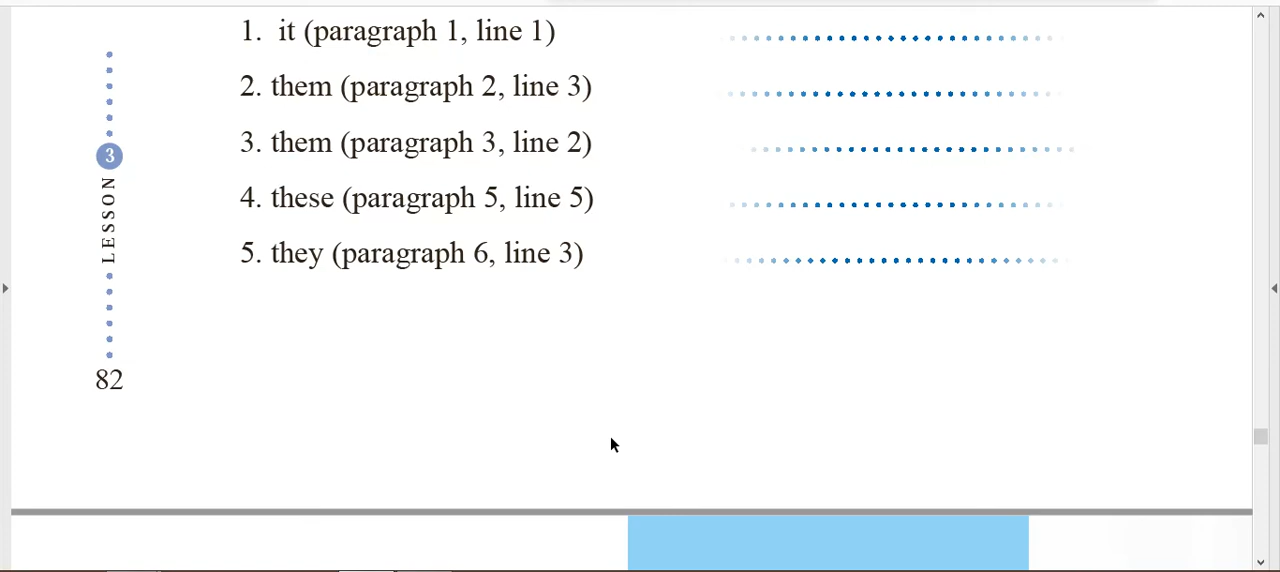 1. it (paragraph 1, line 1)
2. them (paragraph 2, line 3)
3. them (paragraph 3, line 2)
4. these (paragraph 5, line 5)
5. they (paragraph 6, line 3)
3
LESSON
82